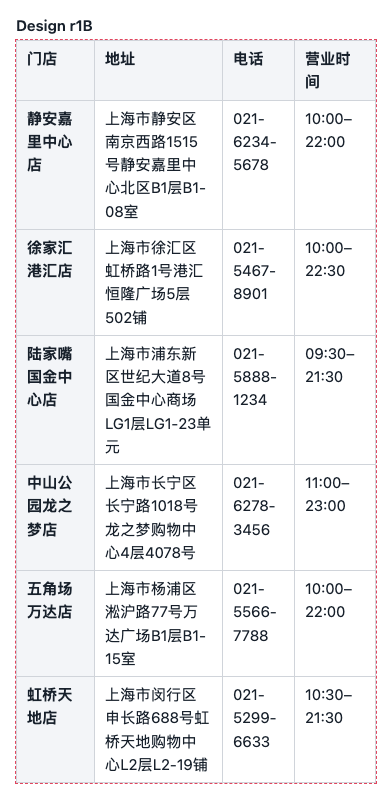 Design r1B
门店
地址
电话
营业时
间
静安嘉
里中心
店
上海市静安区
南京西路1515
号静安嘉里中
心北区B1层B1-
08室
021-
6234-
5678
10:00–
22:00
徐家汇
港汇店
上海市徐汇区
虹桥路1号港汇
恒隆广场5层
502铺
021-
5467-
8901
10:00–
22:30
陆家嘴
国金中
心店
上海市浦东新
区世纪大道8号
国金中心商场
LG1层LG1-23单
元
021-
5888-
1234
09:30–
21:30
中山公
园龙之
梦店
上海市长宁区
长宁路1018号
龙之梦购物中
心4层4078号
021-
6278-
3456
11:00–
23:00
五角场
万达店
上海市杨浦区
淞沪路77号万
达广场B1层B1-
15室
021-
5566-
7788
10:00–
22:00
虹桥天
地店
上海市闵行区
申长路688号虹
桥天地购物中
心L2层L2-19铺
021-
5299-
6633
10:30–
21:30